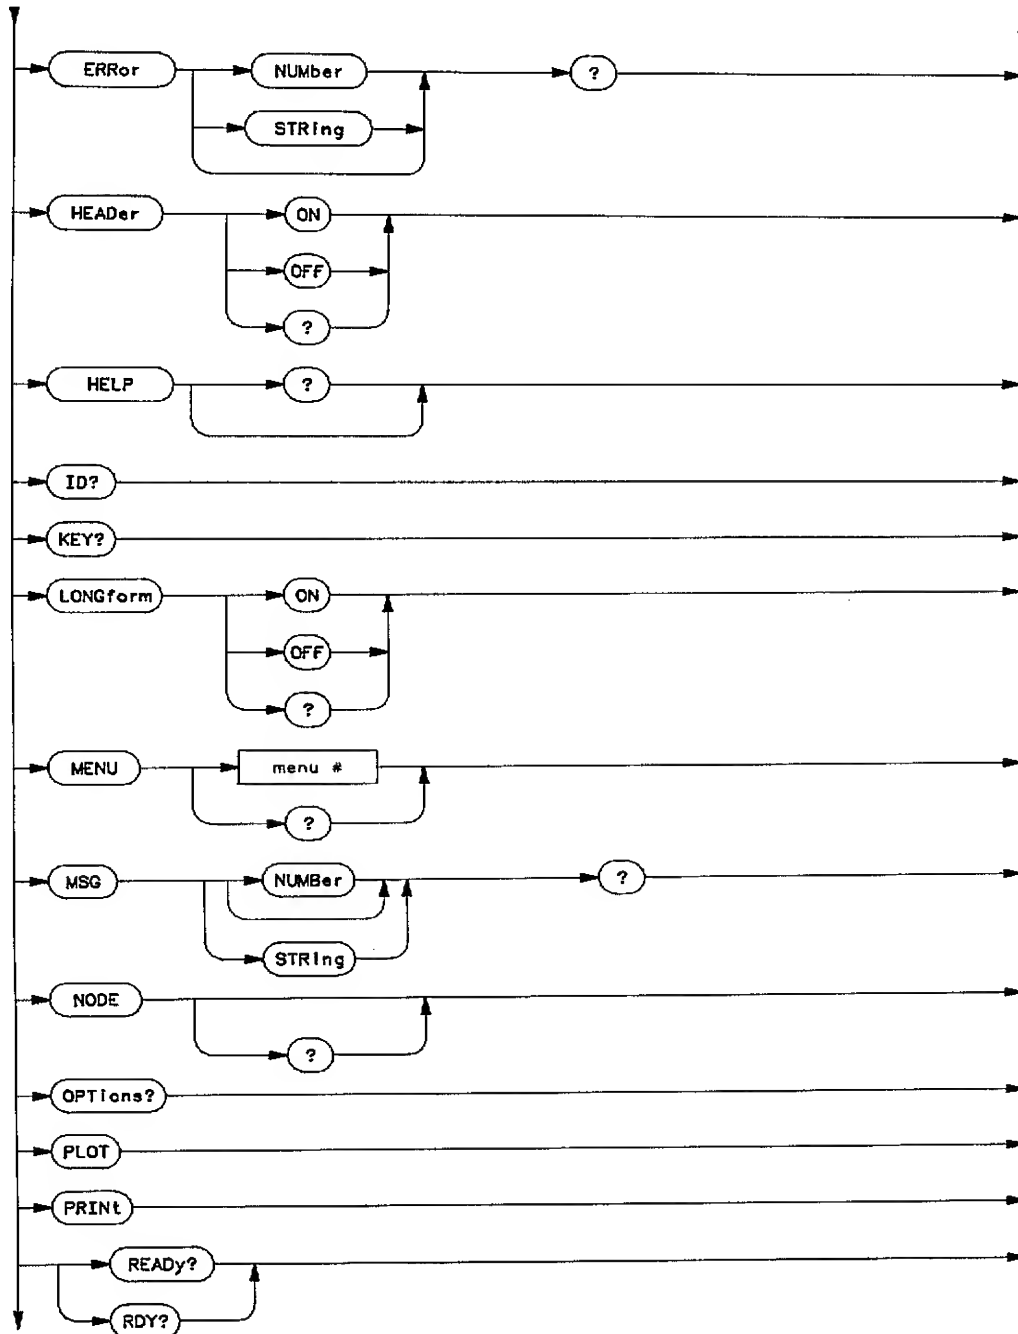 ERRor NUMber ?
STRing
HEADer ON
OFF
?
HELP ?
ID?
KEY?
LONGform ON
OFF
?
MENU menu #
?
MSG NUMBer ?
STRing
NODE
?
OPTions?
PLOT
PRINt
READy?
RDY?